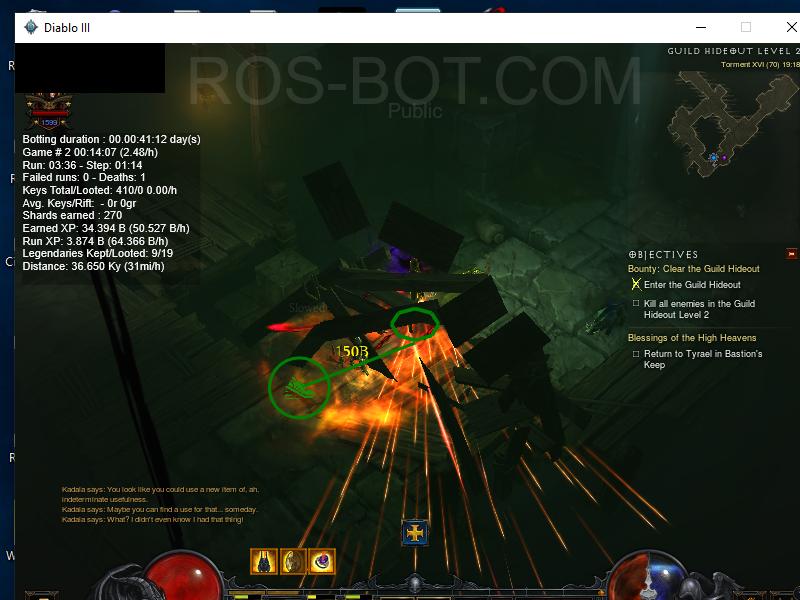 Diablo III
GUILD HIDEOUT LEVEL 2
Torment XVI (70) 19:18
ROS-BOT.COM
Public
1599
Botting duration : 00.00:41:12 day(s)
Game # 2 00:14:07 (2.48/h)
Run: 03:36 - Step: 01:14
Failed runs: 0 - Deaths: 1
Keys Total/Looted: 410/0 0.00/h
Avg. Keys/Rift: - 0r 0gr
Shards earned : 270
Earned XP: 34.394 B (50.527 B/h)
Run XP: 3.874 B (64.366 B/h)
Legendaries Kept/Looted: 9/19
Distance: 36.650 Ky (31mi/h)
OBJECTIVES
Bounty: Clear the Guild Hideout
Enter the Guild Hideout
Kill all enemies in the Guild
Hideout Level 2
Blessings of the High Heavens
Return to Tyrael in Bastion's
Keep
Slowed
150B
Kadala says: You look like you could use a new item of, ah.
indeterminate usefulness.
Kadala says: Maybe you can find a use for that... someday.
Kadala says: What? I didn't even know I had that thing!